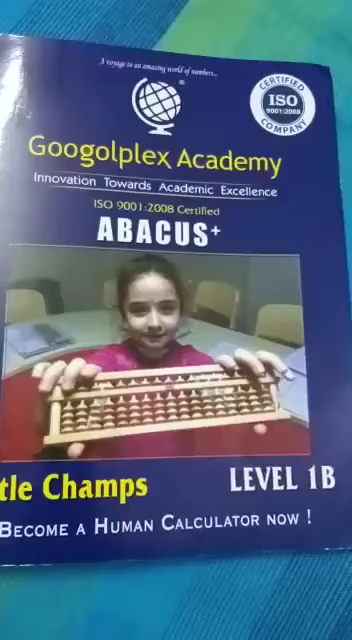 A voyage to an amazing world of numbers...
CERTIFIED
ISO
9001:2008
COMPANY
Googolplex Academy
Innovation Towards Academic Excellence
ISO 9001:2008 Certified
ABACUS+
tle Champs
LEVEL 1B
BECOME A HUMAN CALCULATOR NOW !